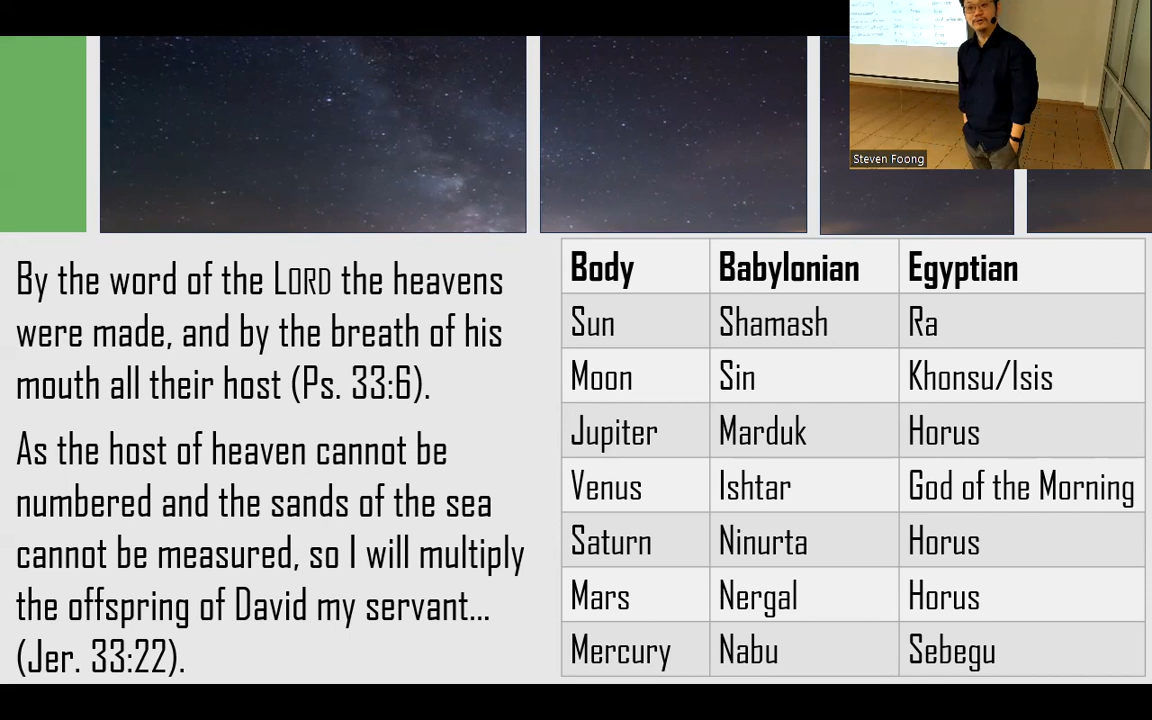 Steven Foong
By the word of the LORD the heavens
were made, and by the breath of his
mouth all their host (Ps. 33:6).
As the host of heaven cannot be
numbered and the sands of the sea
cannot be measured, so I will multiply
the offspring of David my servant...
(Jer. 33:22).
Body Babylonian Egyptian
Sun Shamash Ra
Moon Sin Khonsu/Isis
Jupiter Marduk Horus
Venus Ishtar God of the Morning
Saturn Ninurta Horus
Mars Nergal Horus
Mercury Nabu Sebegu